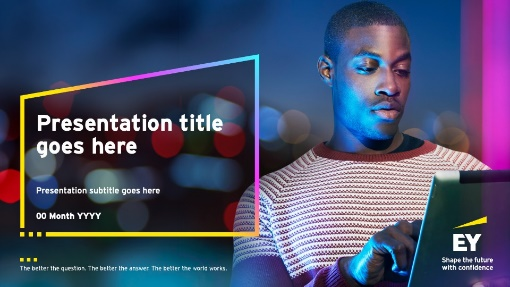 Presentation title
goes here
Presentation subtitle goes here
00 Month YYYY
The better the question. The better the answer. The better the world works.
EY
Shape the future
with confidence